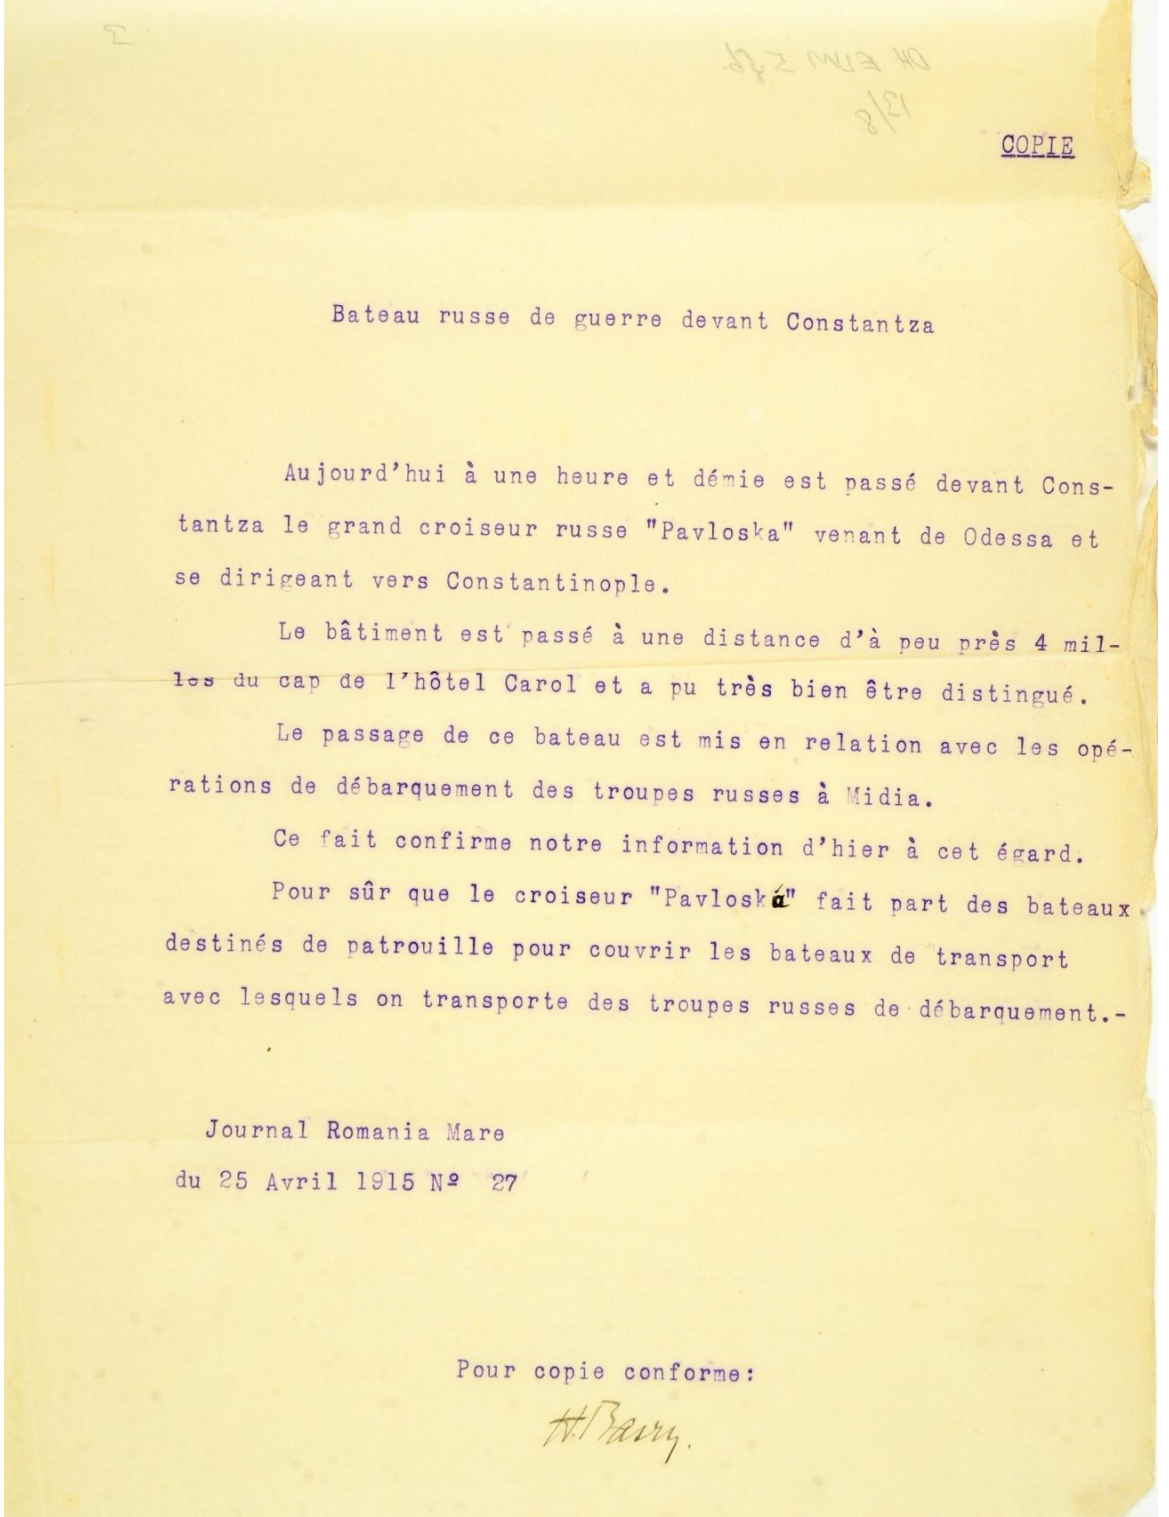 COPIE
Bateau russe de guerre devant Constantza
Aujourd'hui à une heure et démie est passé devant Cons-
tantza le grand croiseur russe "Pavloska" venant de Odessa et
se dirigeant vers Constantinople.
Le bâtiment est passé à une distance d'à peu près 4 mil-
les du cap de l'hôtel Carol et a pu très bien être distingué.
Le passage de ce bateau est mis en relation avec les opé-
rations de débarquement des troupes russes à Midia.
Ce fait confirme notre information d'hier à cet égard.
Pour sûr que le croiseur "Pavloská" fait part des bateaux
destinés de patrouille pour couvrir les bateaux de transport
avec lesquels on transporte des troupes russes de débarquement.-
Journal Romania Mare
du 25 Avril 1915 Nº 27
Pour copie conforme: